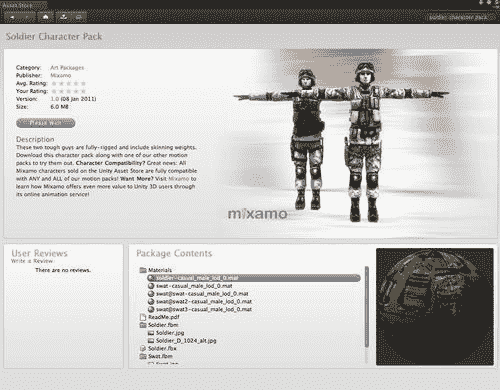 Asset Store
soldier character pack
Soldier Character Pack
Category: Art Packages
Publisher: Mixamo
Avg. Rating:
Your Rating:
Version: 1.0 (08 Jan 2011)
Size: 6.0 MB
Please Wait
Description
These two tough guys are fully-rigged and include skinning weights.
Download this character pack along with one of our other motion
packs to try them out. Character Compatibility? Great news: All
Mixamo characters sold on the Unity Asset Store are fully compatible
with ANY and ALL of our motion packs! Want More? Visit Mixamo to
learn how Mixamo offers even more value to Unity 3D users through
its online animation service!
mixamo
User Reviews
Write a Review
There are no reviews.
Package Contents
Materials
soldier-casual_male_lod_0.mat
swat-casual_male_lod_0.mat
swat@swat-casual_male_lod_0.mat
swat@swat2-casual_male_lod_0.mat
swat@swat3-casual_male_lod_0.mat
ReadMe.pdf
Soldier.fbm
Soldier.jpg
Soldier_D_1024_alt.jpg
Soldier.fbx
Swat.fbm
Swat.jpg